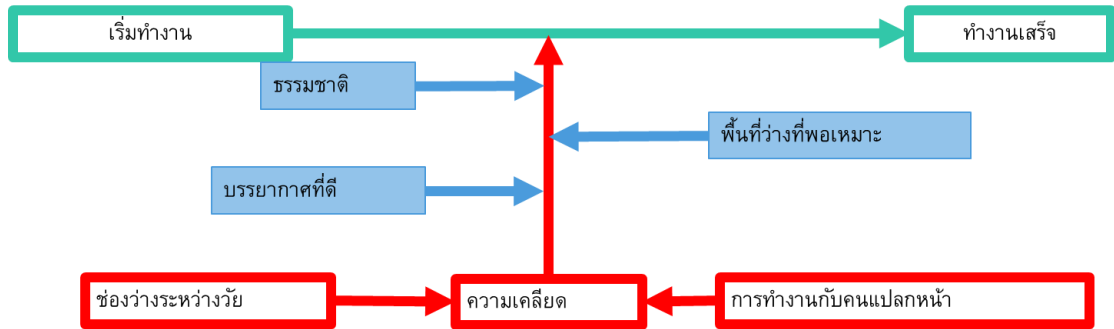 เริ่มทำงาน
ทำงานเสร็จ
ธรรมชาติ
พื้นที่ว่างที่พอเหมาะ
บรรยากาศที่ดี
ช่องว่างระหว่างวัย
ความเคลียด
การทำงานกับคนแปลกหน้า